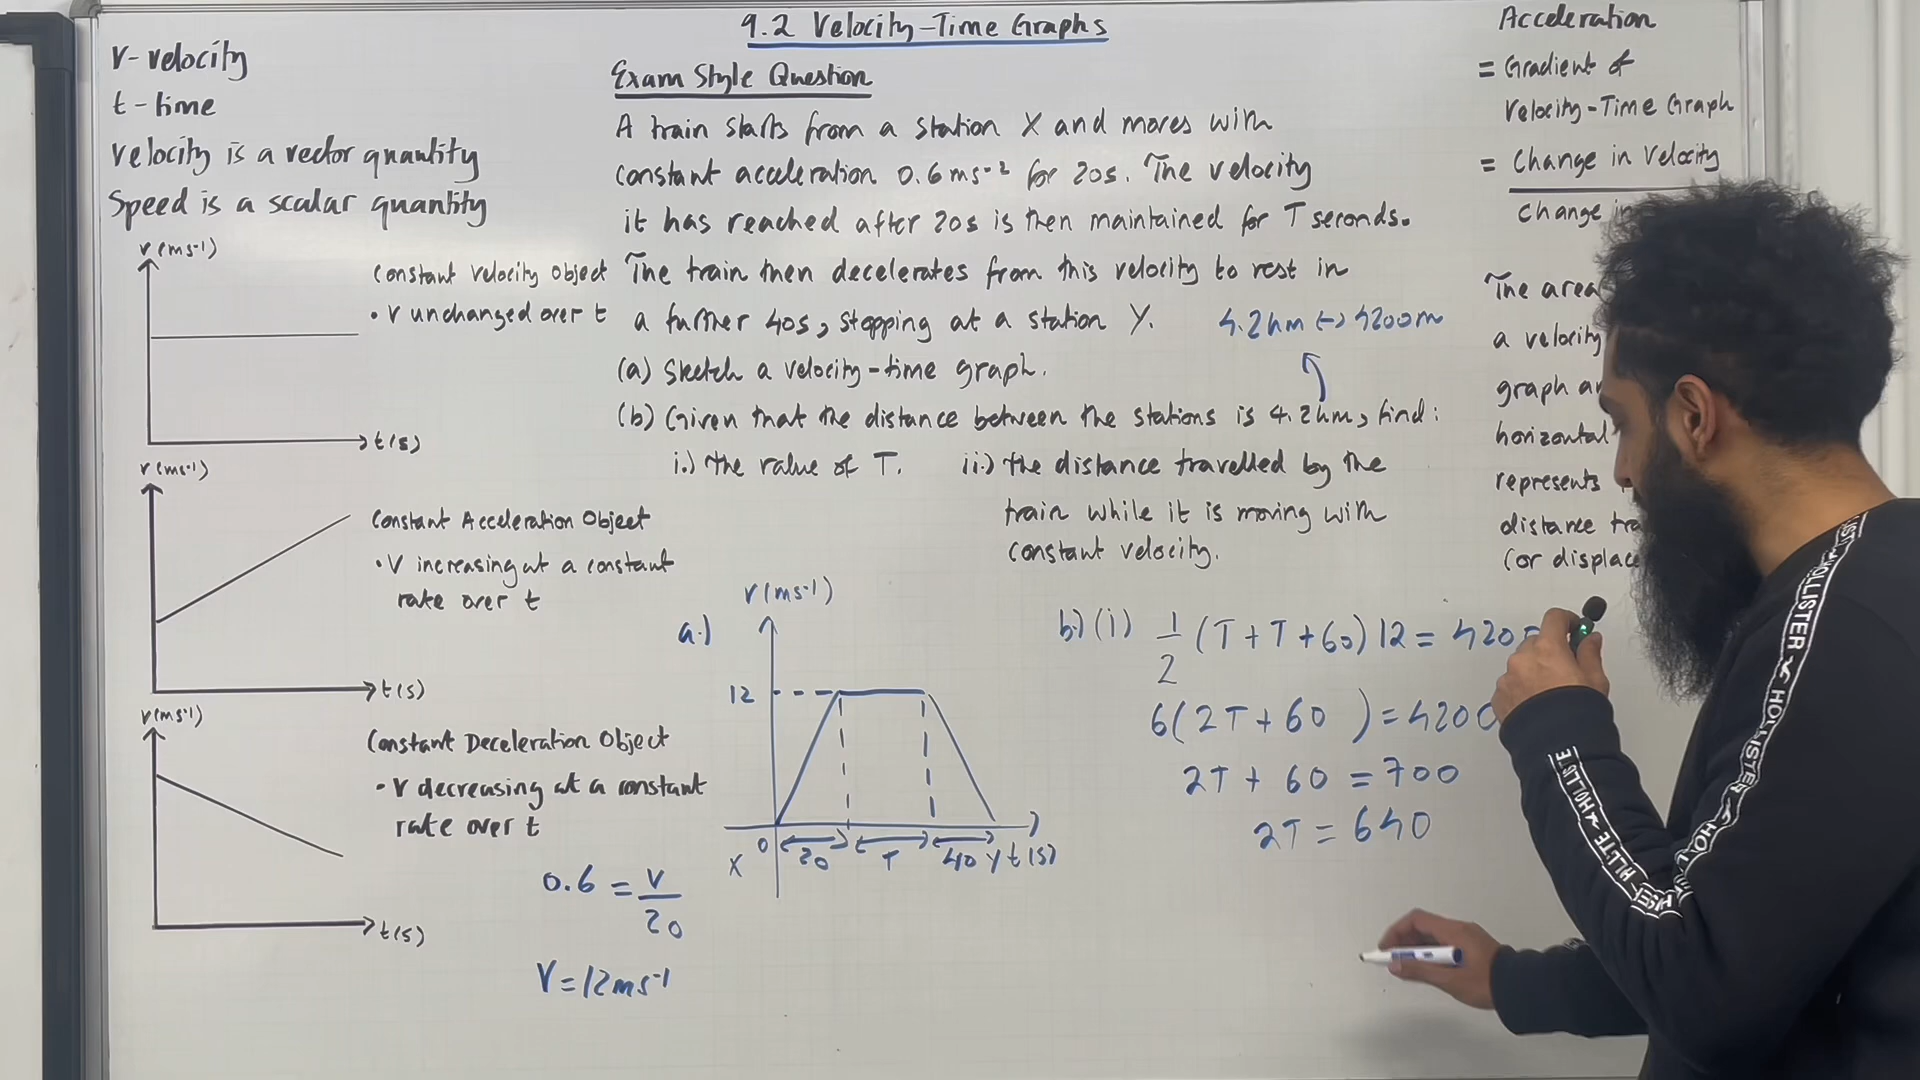 9.2 Velocity-Time Graphs
v - velocity
t - time
Velocity is a vector quantity
Speed is a scalar quantity
v(ms-1)
Constant Velocity Object
• v unchanged over t
t(s)
v(ms-1)
Constant Acceleration Object
• v increasing at a constant
rate over t
t(s)
v(ms-1)
Constant Deceleration Object
• v decreasing at a constant
rate over t
t(s)
Exam Style Question
A train starts from a station X and moves with
constant acceleration 0.6ms-2 for 20s. The velocity
it has reached after 20s is then maintained for T seconds.
The train then decelerates from this velocity to rest in
a further 40s, stopping at a station Y.
4.2km ↔ 4200m
(a) Sketch a velocity-time graph.
(b) Given that the distance between the stations is 4.2km, find:
i.) the value of T.
ii.) the distance travelled by the
train while it is moving with
constant velocity.
a.)
v(ms-1)
12
0
20
T
40
X
Y
t(s)
0.6 = v/20
V = 12ms-1
b.) (i) 1/2 (T + T + 60) 12 = 4200
6(2T + 60 ) = 4200
2T + 60 = 700
2T = 640
Acceleration
= Gradient of
Velocity-Time Graph
= Change in Velocity
Change in
The area
a velocity
graph
horizontal
represents
distance
(or
HOLLISTER
HOLLISTER